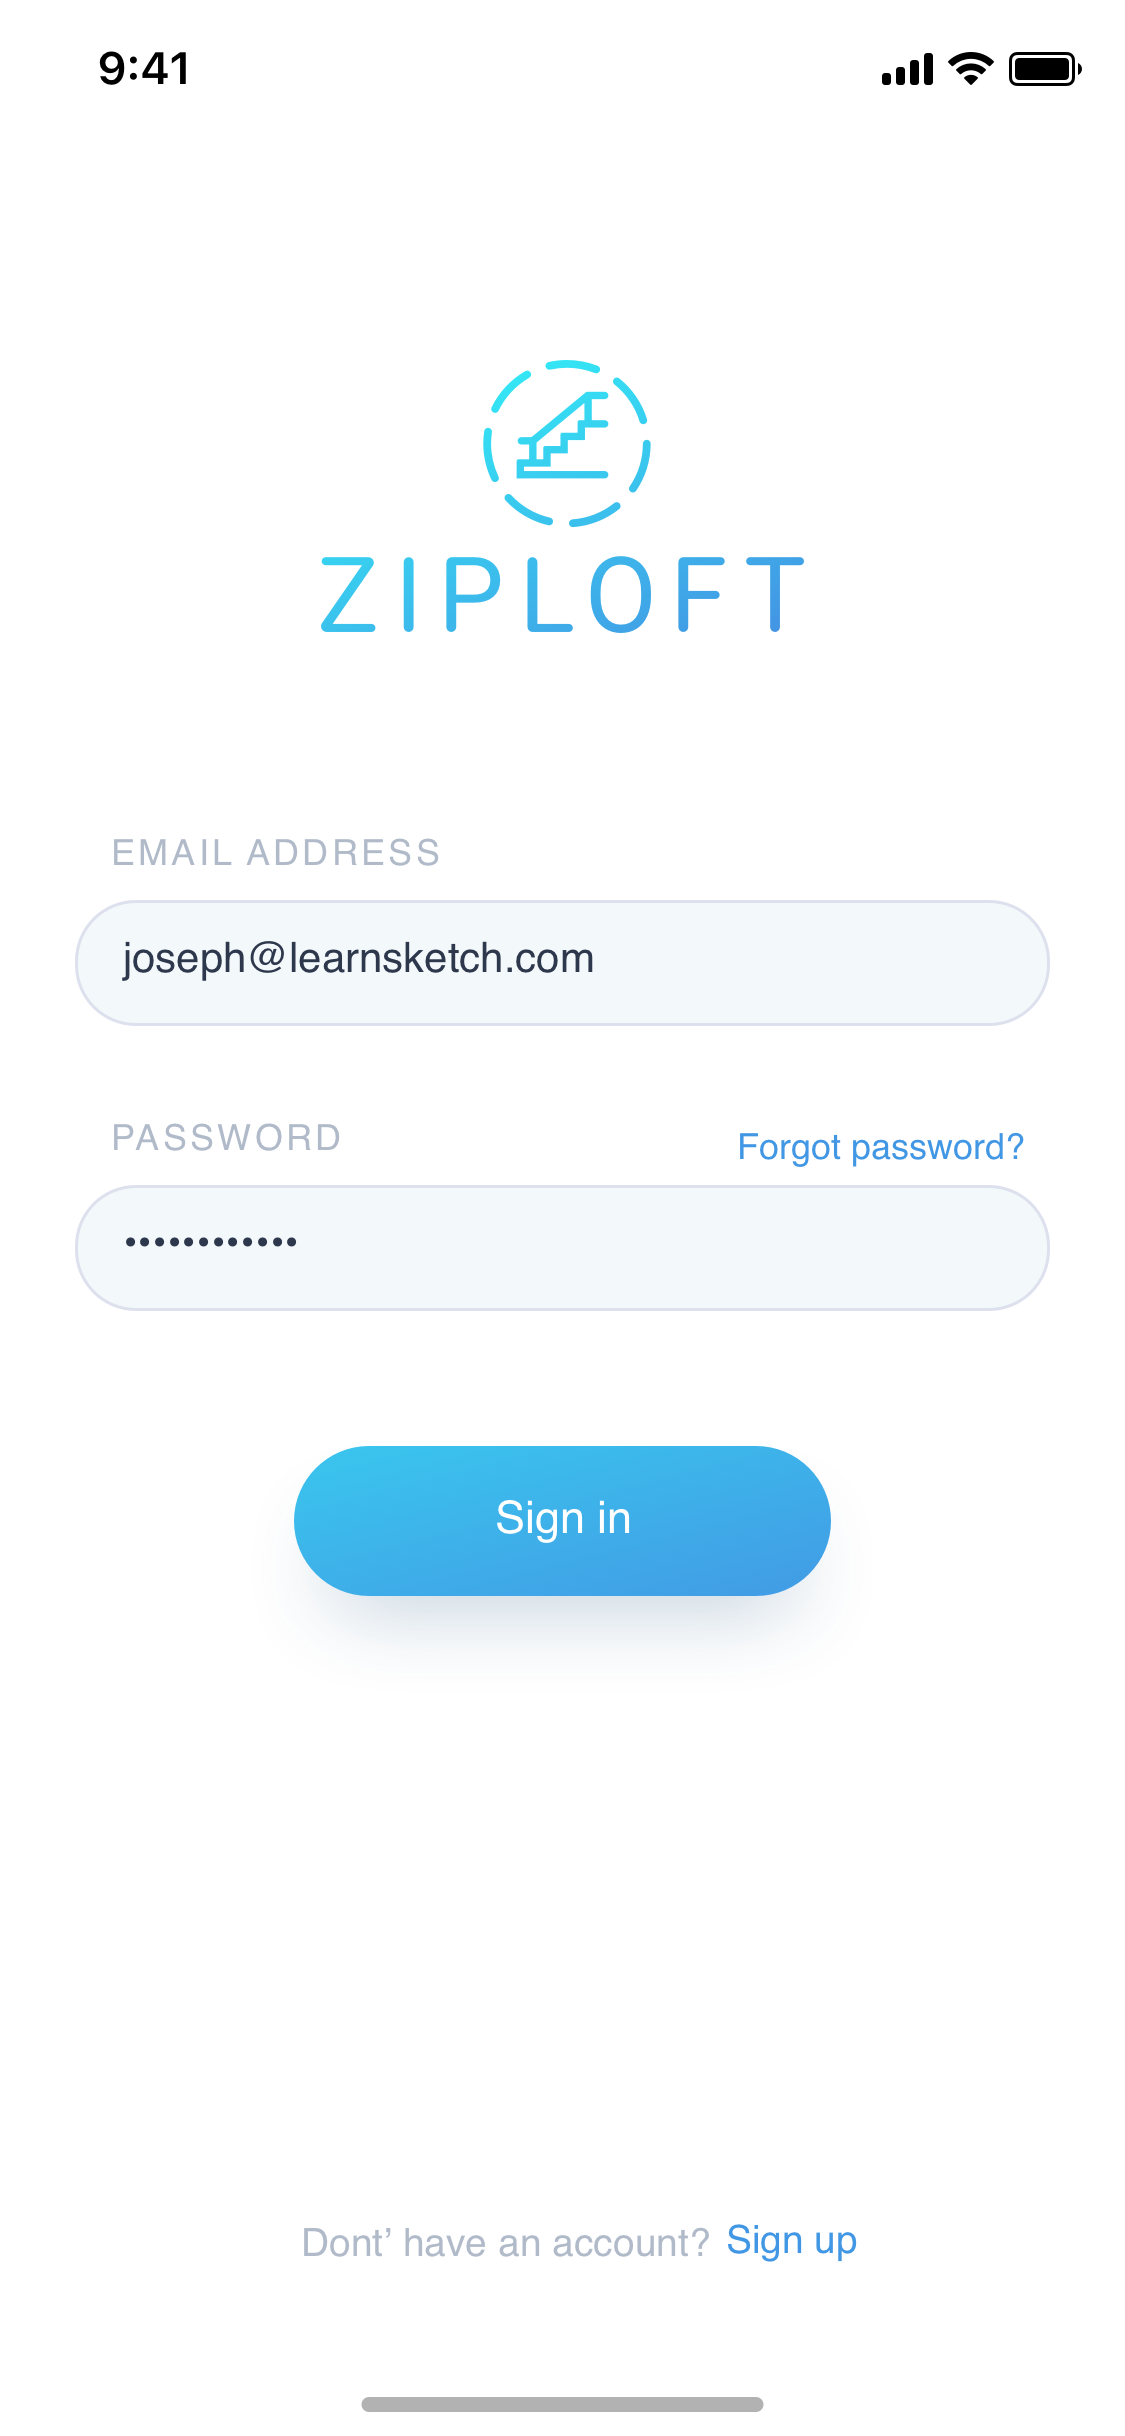 9:41
ZIPLOFT
EMAIL ADDRESS
joseph@learnsketch.com
PASSWORD
Forgot password?
••••••••••••
Sign in
Dont’ have an account? Sign up